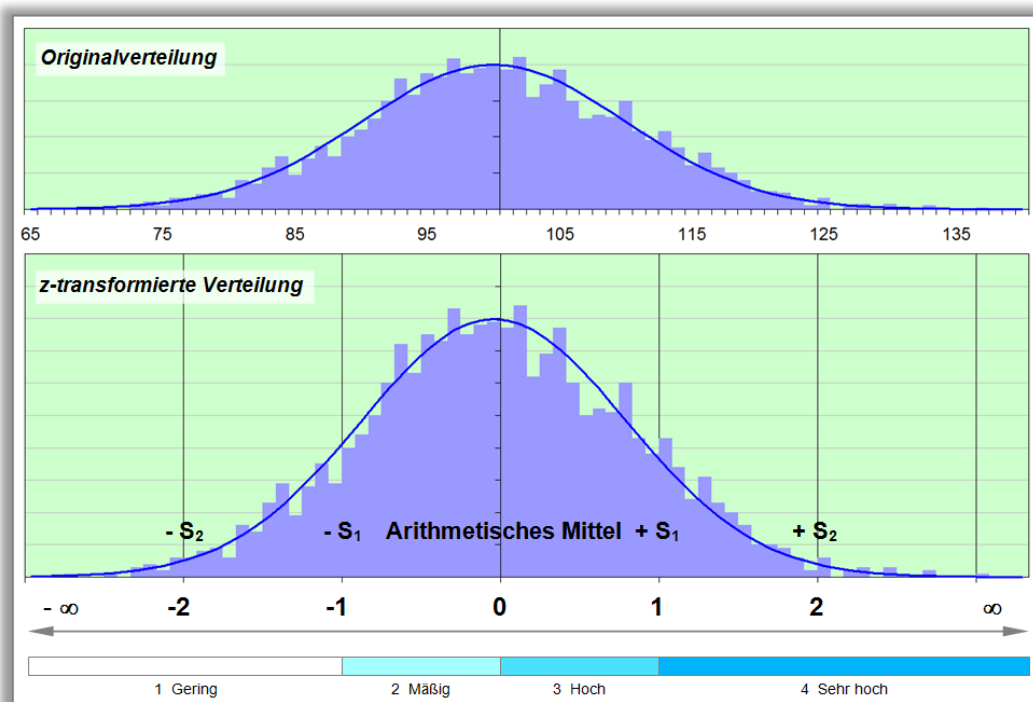 Originalverteilung
65 75 85 95 105 115 125 135
z-transformierte Verteilung
- S₂ - S₁ Arithmetisches Mittel + S₁ + S₂
- ∞ -2 -1 0 1 2 ∞
1 Gering 2 Mäßig 3 Hoch 4 Sehr hoch